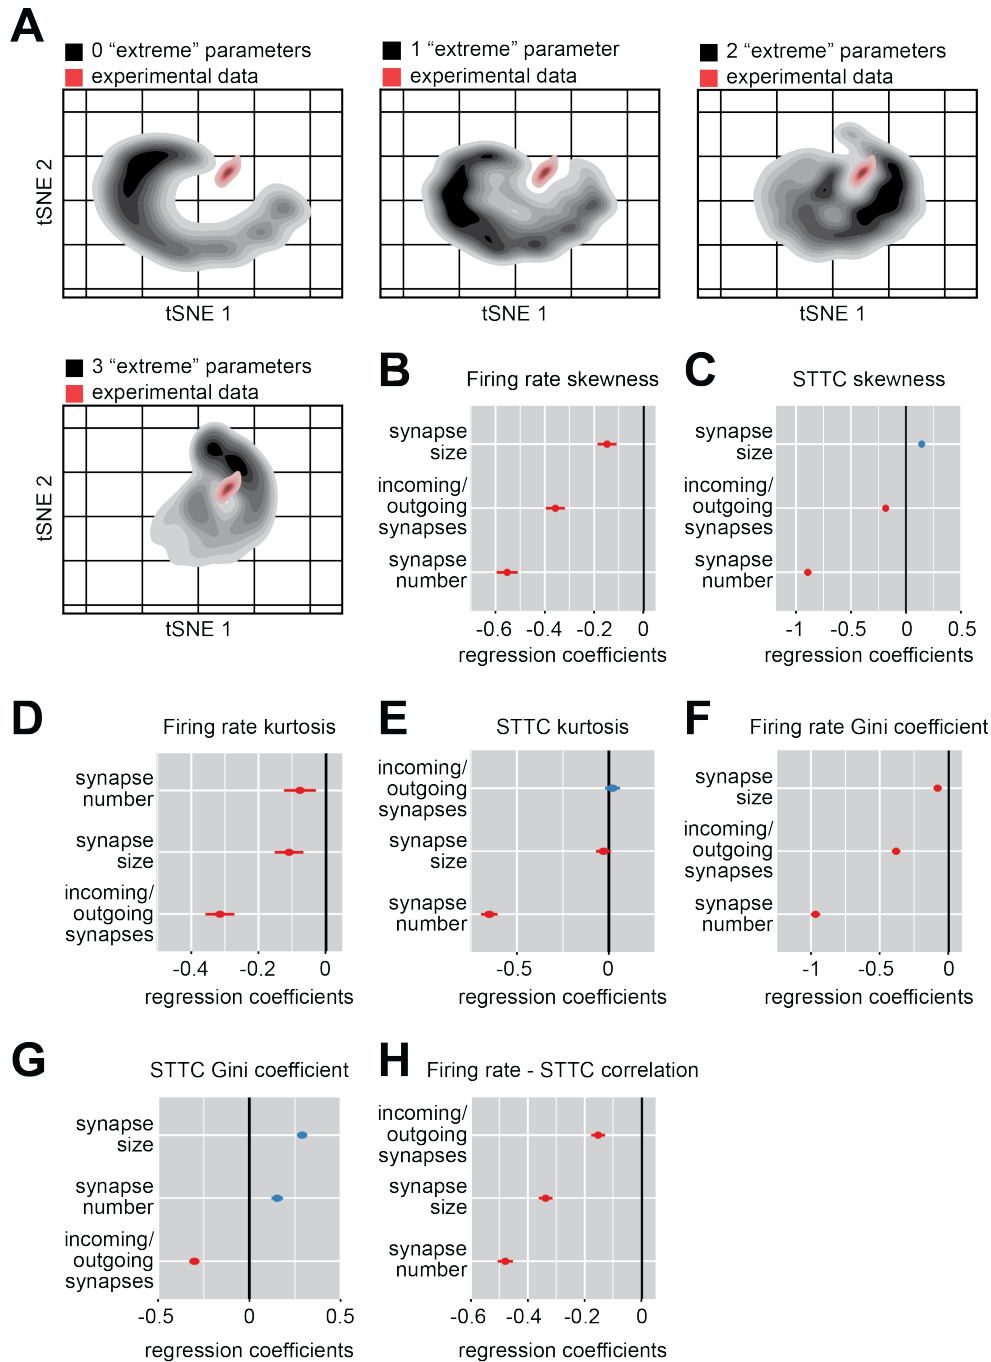 A
0 “extreme” parameters
experimental data
tSNE 2
tSNE 1
1 “extreme” parameter
experimental data
tSNE 1
2 “extreme” parameters
experimental data
tSNE 1
3 “extreme” parameters
experimental data
tSNE 2
tSNE 1
B
Firing rate skewness
synapse
size
incoming/
outgoing
synapses
synapse
number
-0.6 -0.4 -0.2 0
regression coefficients
C
STTC skewness
synapse
size
incoming/
outgoing
synapses
synapse
number
-1 -0.5 0 0.5
regression coefficients
D
Firing rate kurtosis
synapse
number
synapse
size
incoming/
outgoing
synapses
-0.4 -0.2 0
regression coefficients
E
STTC kurtosis
incoming/
outgoing
synapses
synapse
size
synapse
number
-0.5 0
regression coefficients
F
Firing rate Gini coefficient
synapse
size
incoming/
outgoing
synapses
synapse
number
-1 -0.5 0
regression coefficients
G
STTC Gini coefficient
synapse
size
synapse
number
incoming/
outgoing
synapses
-0.5 0 0.5
regression coefficients
H
Firing rate - STTC correlation
incoming/
outgoing
synapses
synapse
size
synapse
number
-0.6 -0.4 -0.2 0
regression coefficients